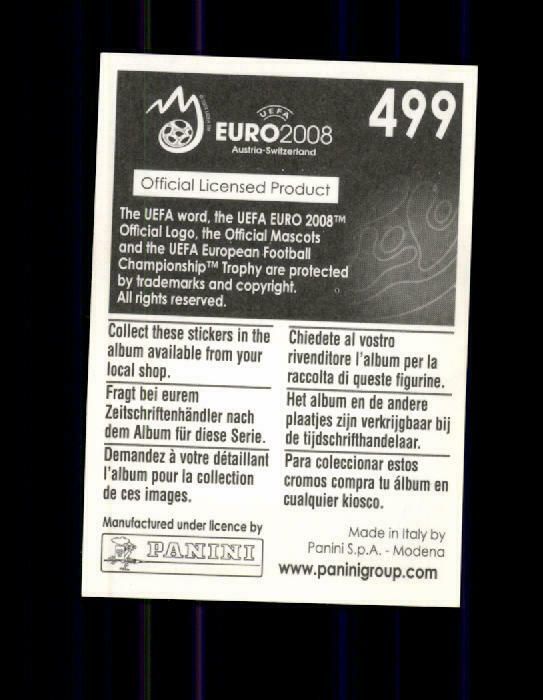 499
UEFA
EURO2008
Austria-Switzerland
Official Licensed Product
The UEFA word, the UEFA EURO 2008™
Official Logo, the Official Mascots
and the UEFA European Football
Championship™ Trophy are protected
by trademarks and copyright.
All rights reserved.
Collect these stickers in the
album available from your
local shop.
Fragt bei eurem
Zeitschriftenhändler nach
dem Album für diese Serie.
Demandez à votre détaillant
l'album pour la collection
de ces images.
Chiedete al vostro
rivenditore l'album per la
raccolta di queste figurine.
Het album en de andere
plaatjes zijn verkrijgbaar bij
de tijdschrifthandelaar.
Para coleccionar estos
cromos compra tu álbum en
cualquier kiosco.
Manufactured under licence by
PANINI
Made in Italy by
Panini S.p.A. - Modena
www.paninigroup.com